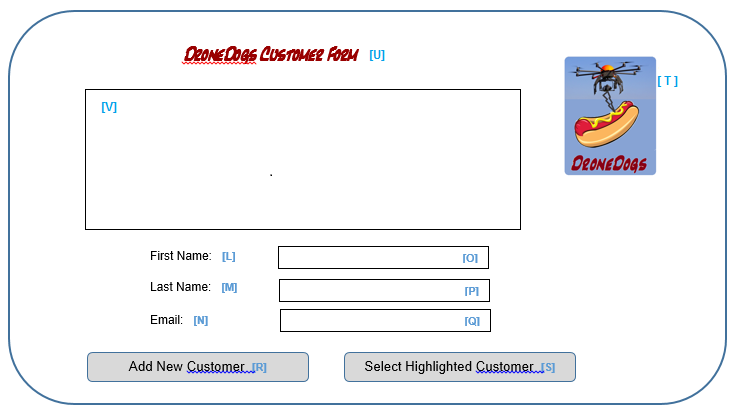 DroneDogs Customer Form [U]
[T]
DroneDogs
[V]
First Name: [L] [O]
Last Name: [M] [P]
Email: [N] [Q]
Add New Customer [R] Select Highlighted Customer [S]